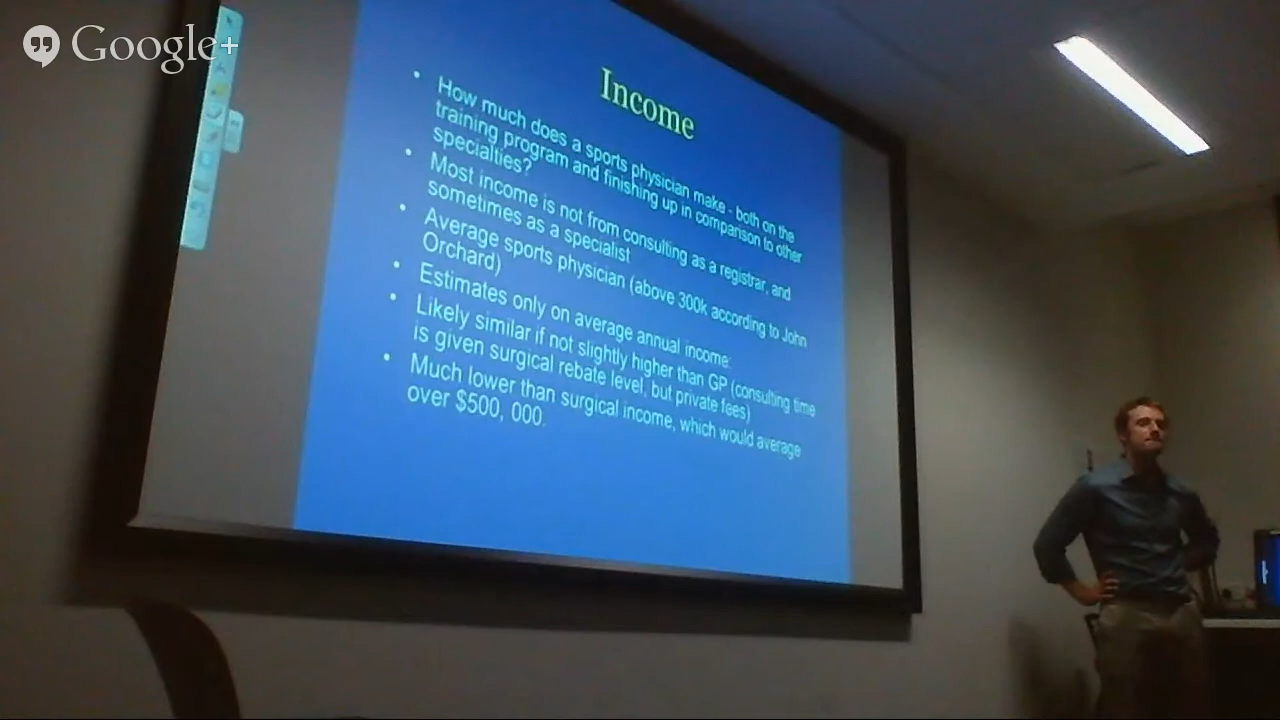 Google+
Income
• How much does a sports physician make - both on the
training program and finishing up in comparison to other
specialties?
• Most income is not from consulting as a registrar, and
sometimes as a specialist
• Average sports physician (above 300k according to John
Orchard)
• Estimates only on average annual income:
• Likely similar if not slightly higher than GP (consulting time
is given surgical rebate level, but private fees)
• Much lower than surgical income, which would average
over $500, 000.